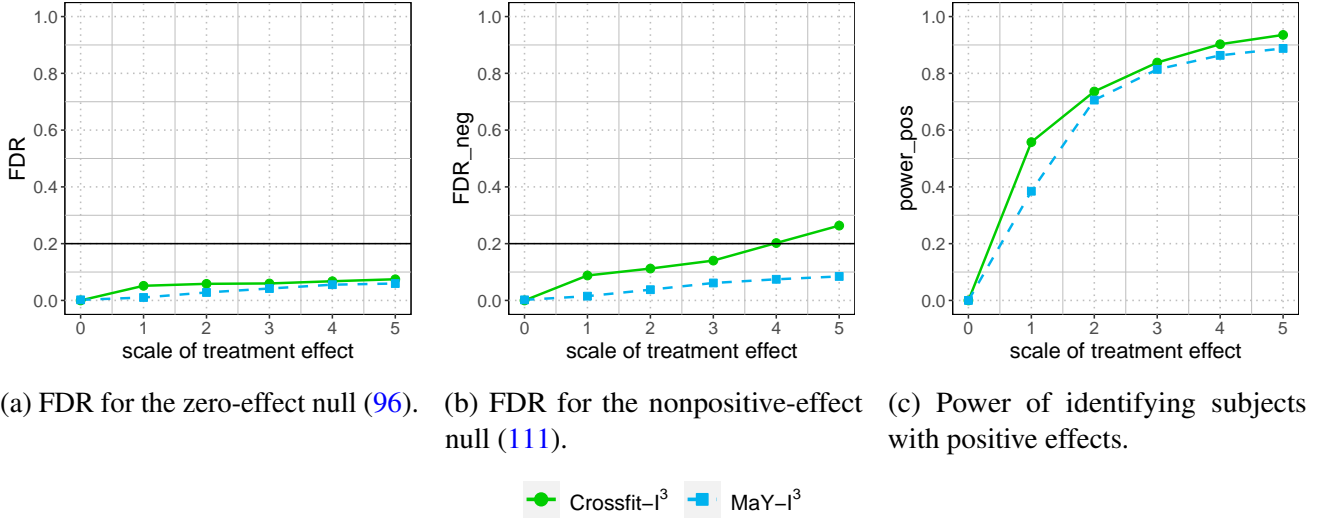 FDR
1.0
0.8
0.6
0.4
0.2
0.0
0 1 2 3 4 5
scale of treatment effect
FDR_neg
1.0
0.8
0.6
0.4
0.2
0.0
0 1 2 3 4 5
scale of treatment effect
power_pos
1.0
0.8
0.6
0.4
0.2
0.0
0 1 2 3 4 5
scale of treatment effect
(a) FDR for the zero-effect null (96).
(b) FDR for the nonpositive-effect
null (111).
(c) Power of identifying subjects
with positive effects.
Crossfit−I³ MaY−I³